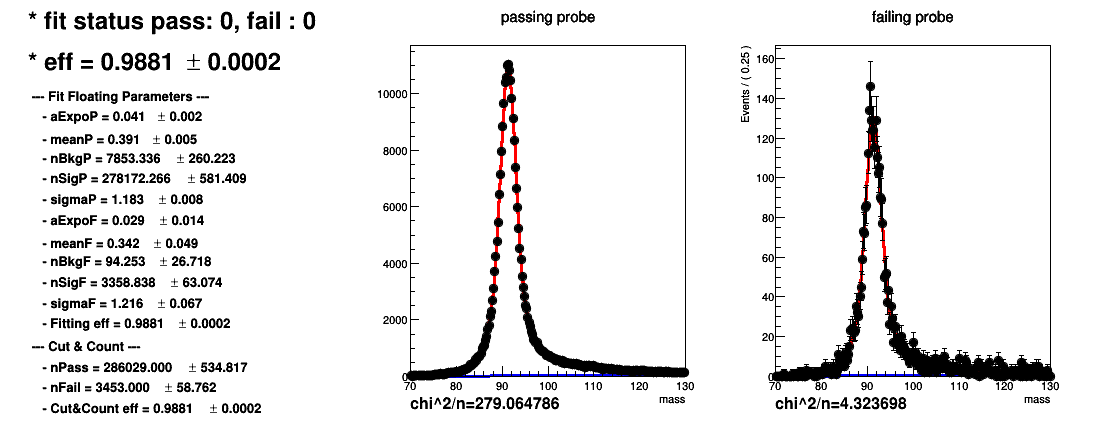 * fit status pass: 0, fail : 0
* eff = 0.9881 ± 0.0002
--- Fit Floating Parameters ---
- aExpoP = 0.041 ± 0.002
- meanP = 0.391 ± 0.005
- nBkgP = 7853.336 ± 260.223
- nSigP = 278172.266 ± 581.409
- sigmaP = 1.183 ± 0.008
- aExpoF = 0.029 ± 0.014
- meanF = 0.342 ± 0.049
- nBkgF = 94.253 ± 26.718
- nSigF = 3358.838 ± 63.074
- sigmaF = 1.216 ± 0.067
- Fitting eff = 0.9881 ± 0.0002
--- Cut & Count ---
- nPass = 286029.000 ± 534.817
- nFail = 3453.000 ± 58.762
- Cut&Count eff = 0.9881 ± 0.0002
passing probe
10000
8000
6000
4000
2000
0
70 80 90 100 110 120 130
mass
chi^2/n=279.064786
failing probe
Events / ( 0.25 )
160
140
120
100
80
60
40
20
0
70 80 90 100 110 120 130
mass
chi^2/n=4.323698